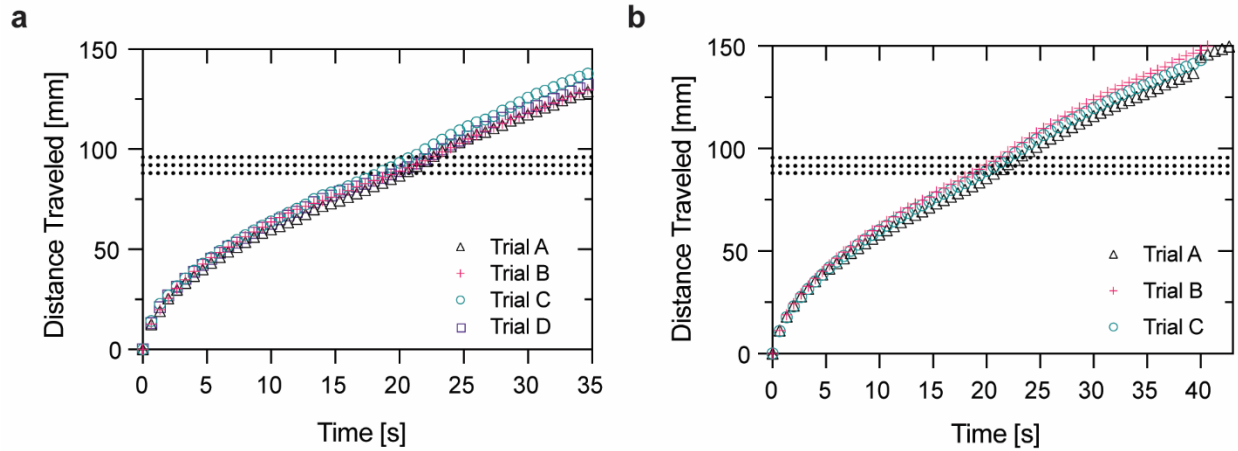 a
150
100
50
0
Distance Traveled [mm]
0 5 10 15 20 25 30 35
Time [s]
Trial A
Trial B
Trial C
Trial D
b
150
100
50
0
Distance Traveled [mm]
0 5 10 15 20 25 30 35 40
Time [s]
Trial A
Trial B
Trial C